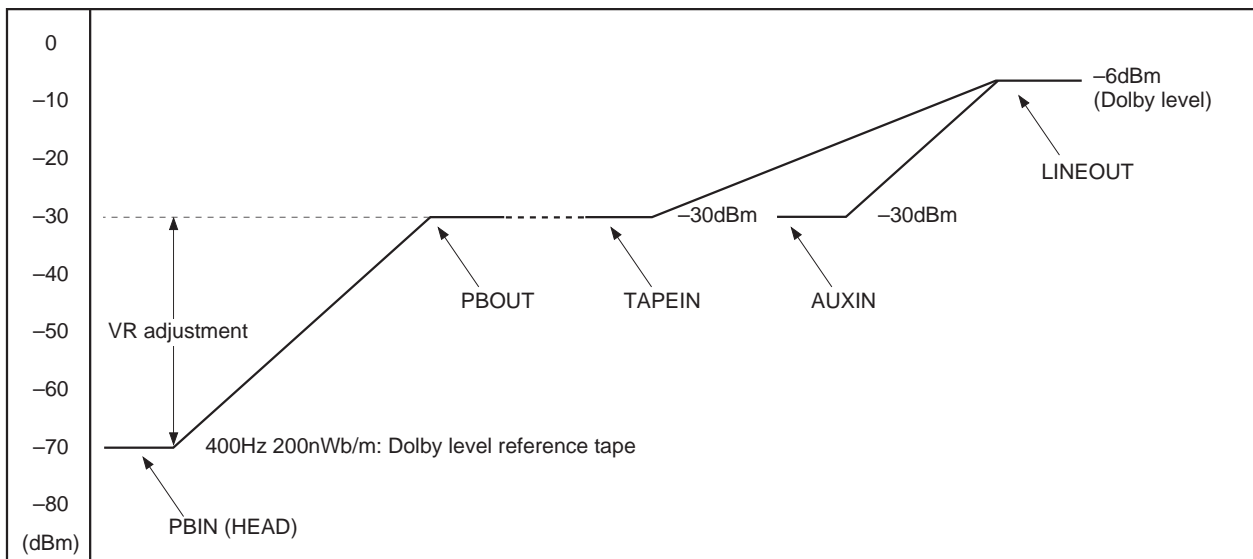 0
–10
–20
–30
–40
–50
–60
–70
–80
(dBm)
–6dBm
(Dolby level)
LINEOUT
–30dBm
–30dBm
PBOUT
TAPEIN
AUXIN
VR adjustment
400Hz 200nWb/m: Dolby level reference tape
PBIN (HEAD)